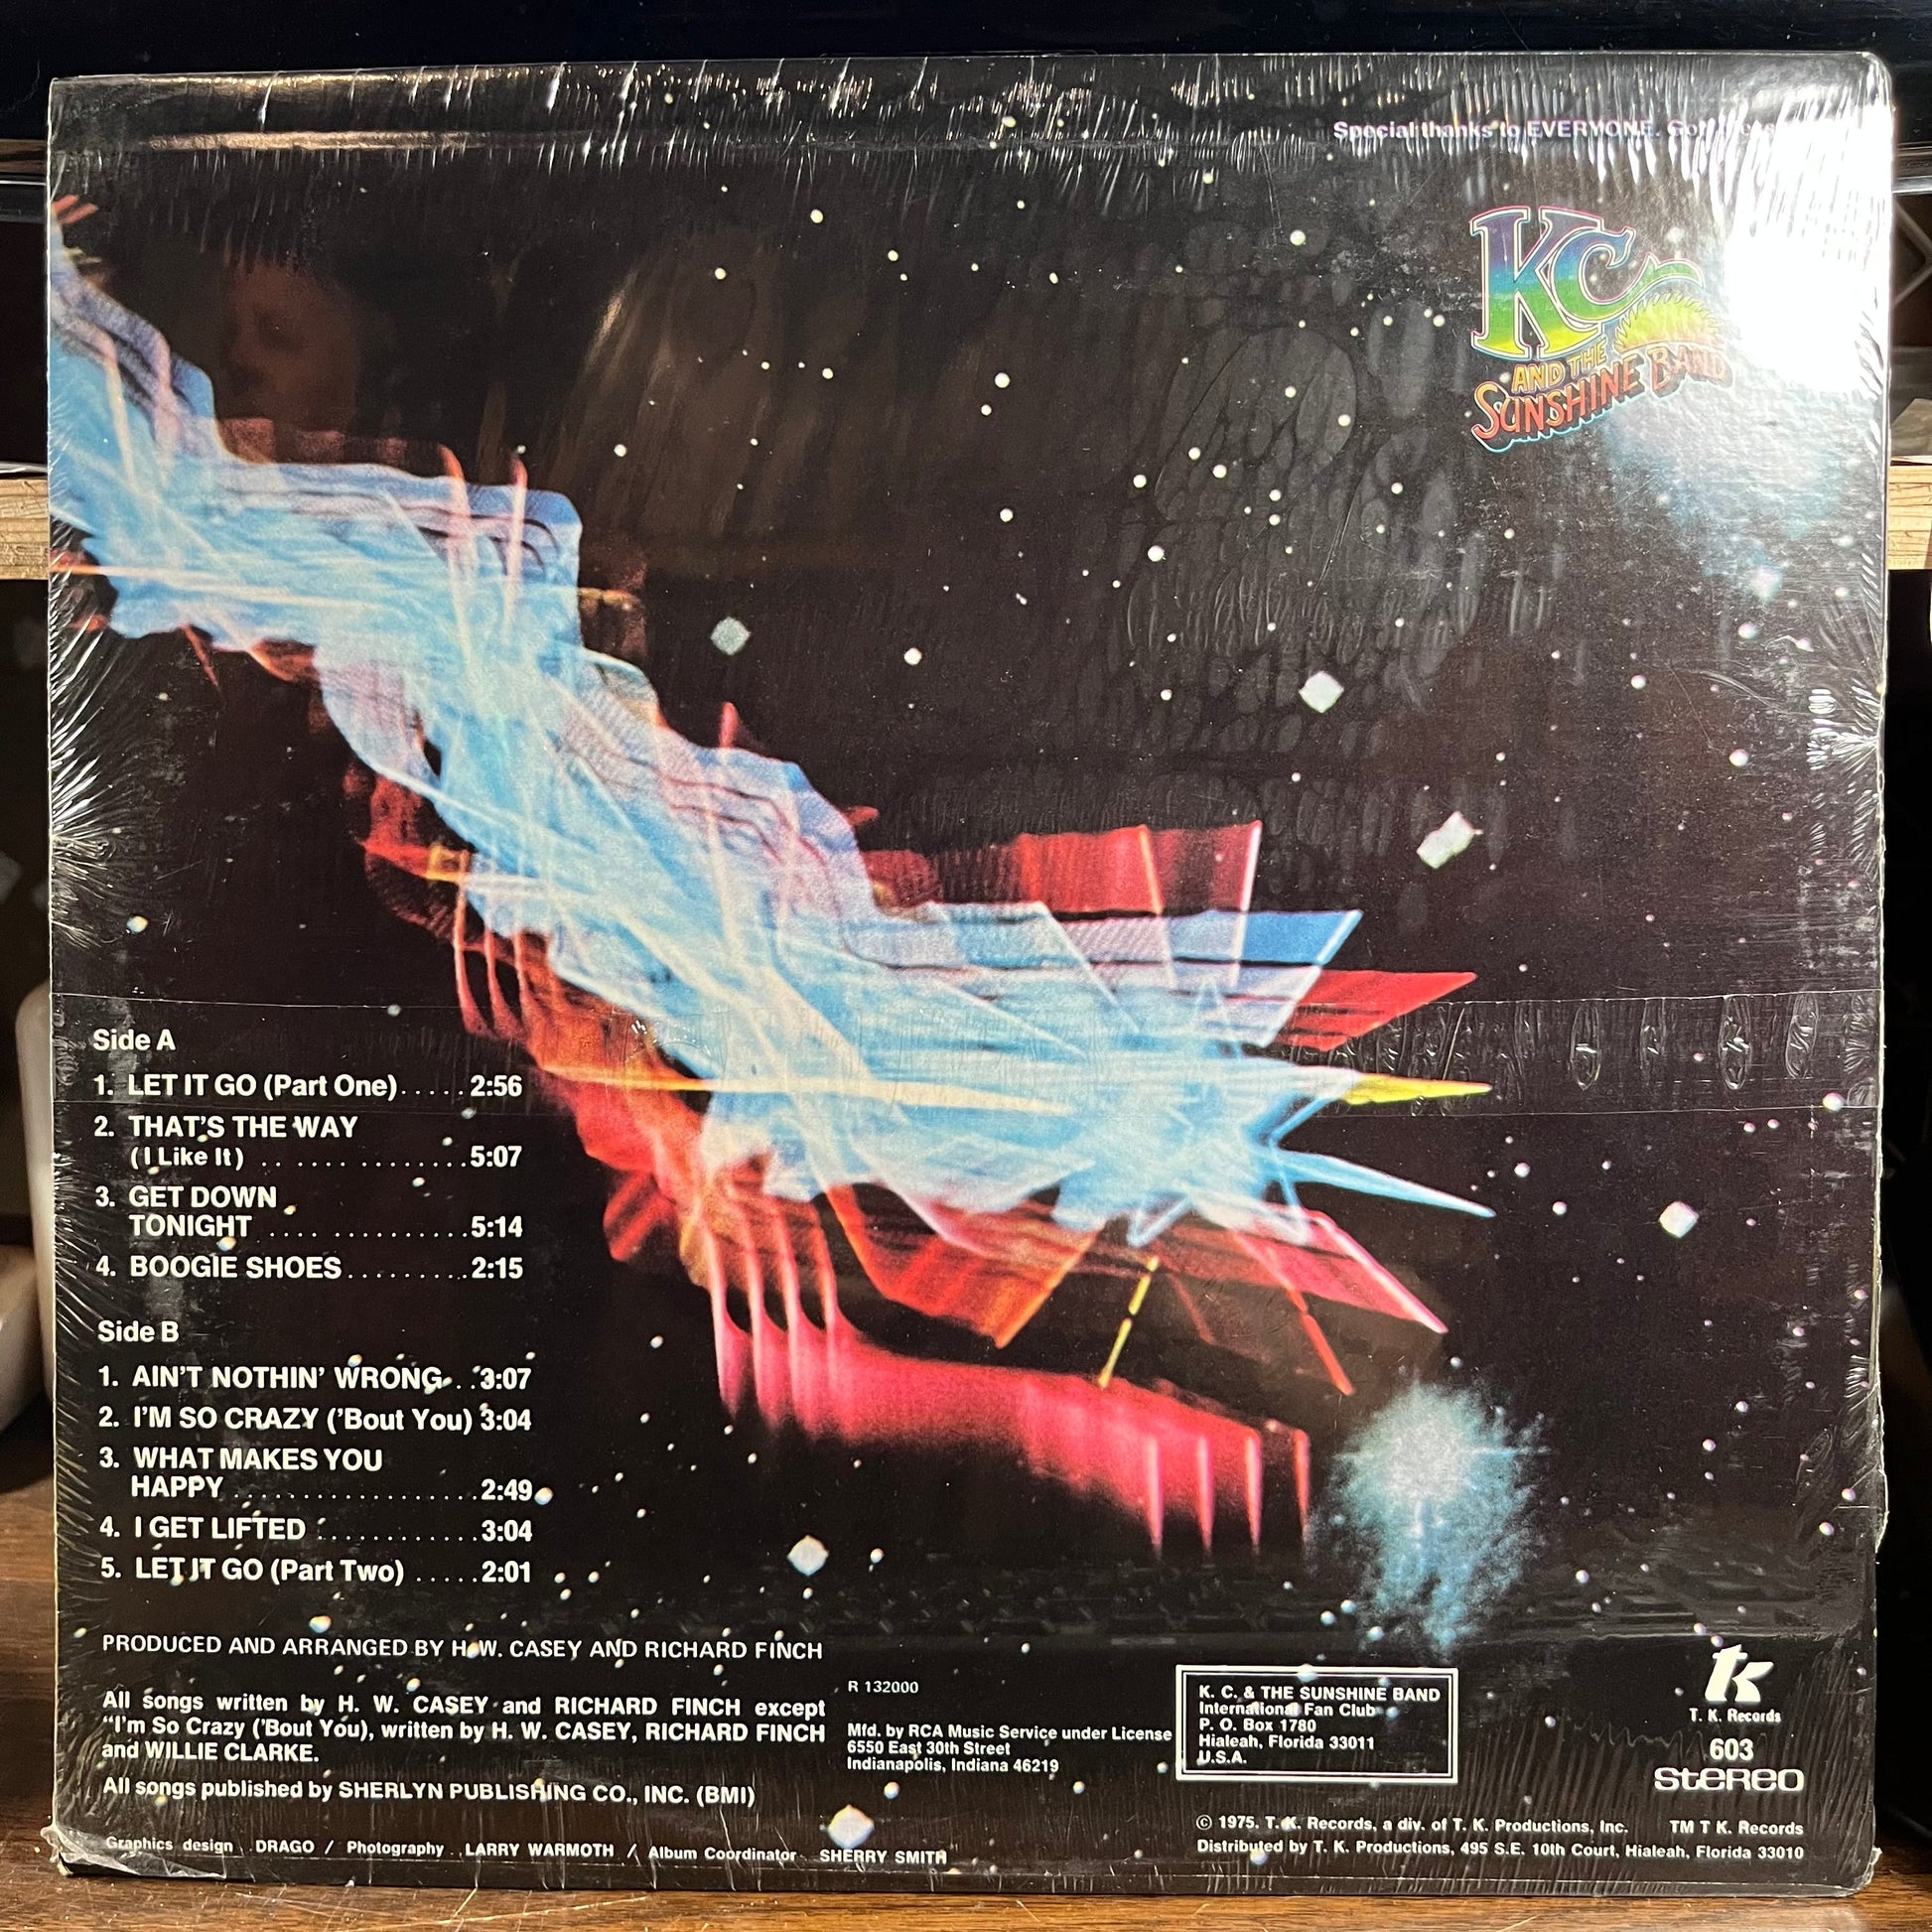 Special thanks to EVERYONE.
KC
AND THE
SUNSHINE BAND
Side A
1. LET IT GO (Part One).....2:56
2. THAT'S THE WAY
(I Like It) .. .... ............5:07
3. GET DOWN
TONIGHT .... ...........5:14
4. BOOGIE SHOES..........2:15
Side B
1. AIN'T NOTHIN' WRONG...3:07
2. I'M SO CRAZY ('Bout You) 3:04
3. WHAT MAKES YOU
HAPPY ....................2:49
4. I GET LIFTED ............3:04
5. LET IT GO (Part Two) .....2:01
PRODUCED AND ARRANGED BY H. W. CASEY AND RICHARD FINCH
All songs written by H. W. CASEY and RICHARD FINCH except
"I'm So Crazy ('Bout You), written by H. W. CASEY, RICHARD FINCH
and WILLIE CLARKE.
All songs published by SHERLYN PUBLISHING CO., INC. (BMI)
Graphics design . . DRAGO / Photography . . LARRY WARMOTH / Album Coordinator . . SHERRY SMITH
R 132000
Mfd. by RCA Music Service under License
6550 East 30th Street
Indianapolis, Indiana 46219
K. C. & THE SUNSHINE BAND
International Fan Club
P. O. Box 1780
Hialeah, Florida 33011
U.S.A.
tk
T. K. Records
603
STEREO
© 1975. T. K. Records, a div. of T. K. Productions, Inc. TM T K. Records
Distributed by T. K. Productions, 495 S.E. 10th Court, Hialeah, Florida 33010